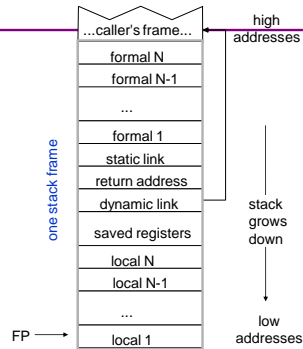 ...caller's frame...
high
addresses
formal N
formal N-1
...
formal 1
static link
return address
dynamic link
saved registers
local N
local N-1
...
local 1
one stack frame
stack
grows
down
FP
low
addresses